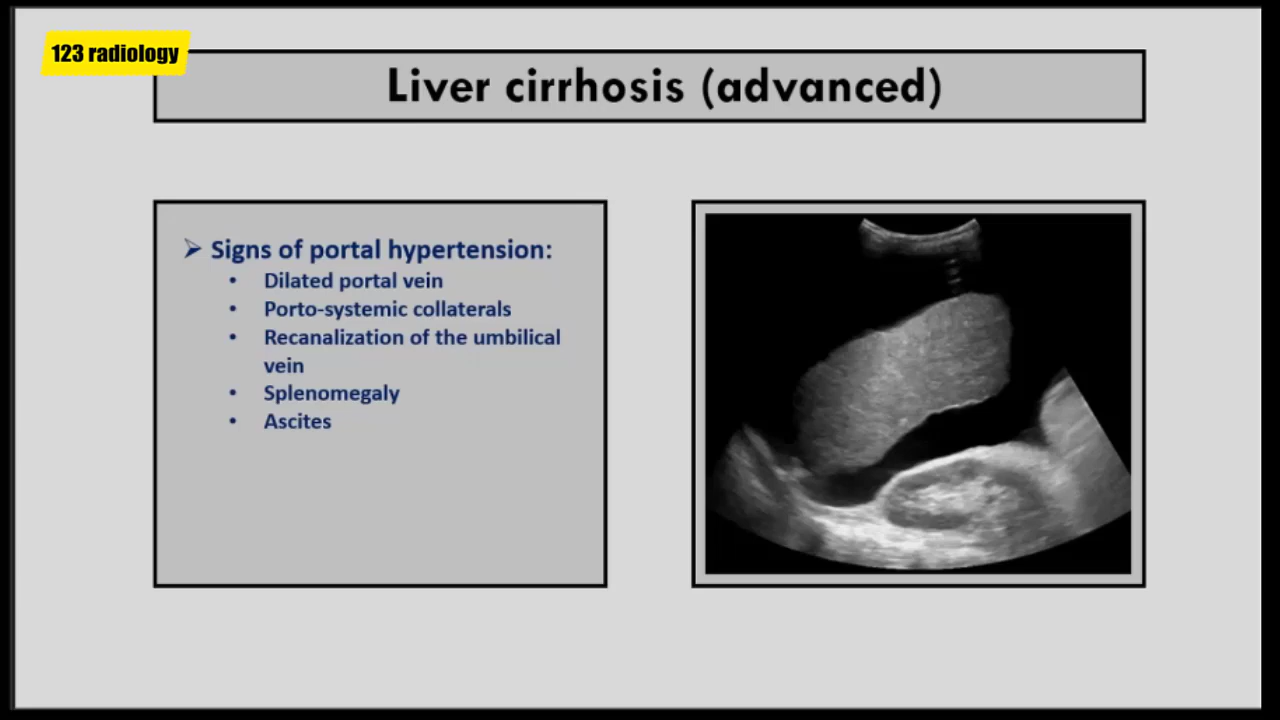 123 radiology
Liver cirrhosis (advanced)
➢ Signs of portal hypertension:
• Dilated portal vein
• Porto-systemic collaterals
• Recanalization of the umbilical
vein
• Splenomegaly
• Ascites